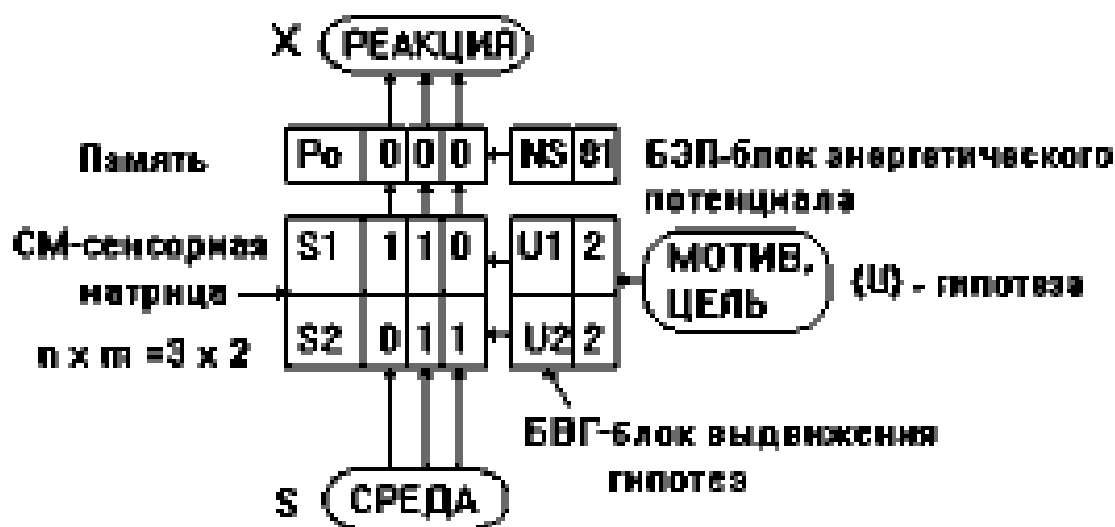 X РЕАКЦИЯ
Память Po 0 0 0 NS 81 БЭП-блок энергетического
потенциала
СМ-сенсорная S1 1 1 0 U1 2 МОТИВ,
матрица ЦЕЛЬ {U} - гипотеза
n x m =3 x 2 S2 0 1 1 U2 2
БВГ-блок выдвижения
гипотез
S СРЕДА